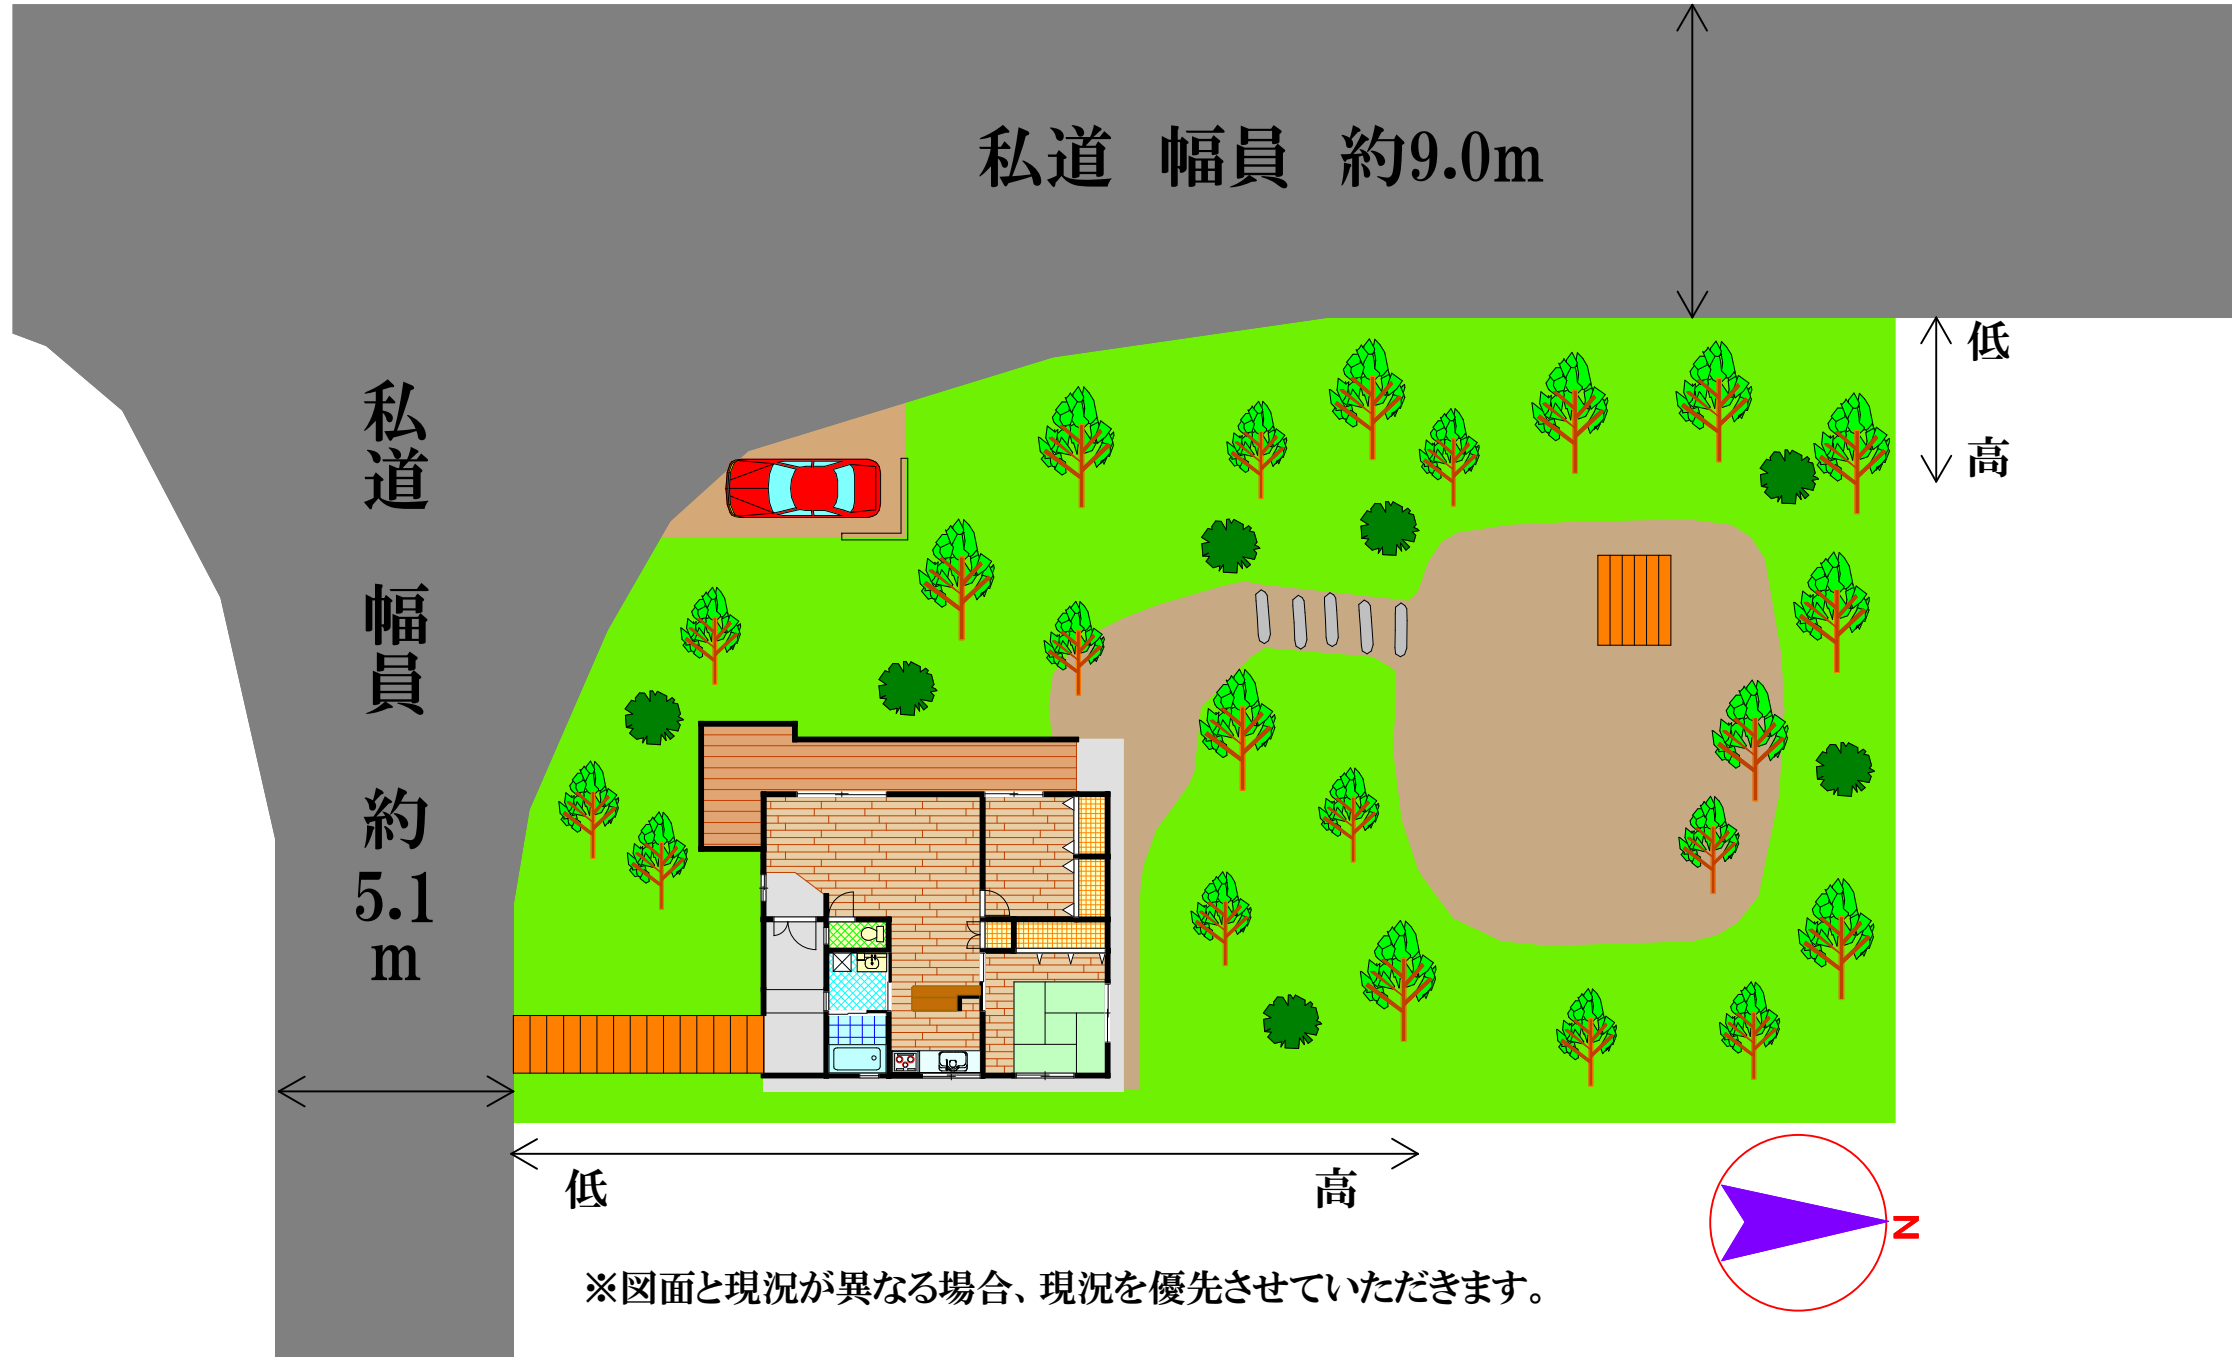 私道　幅員　約9.0m
低
高
私道　幅員　約5.1m
低
高
N
※図面と現況が異なる場合、現況を優先させていただきます。